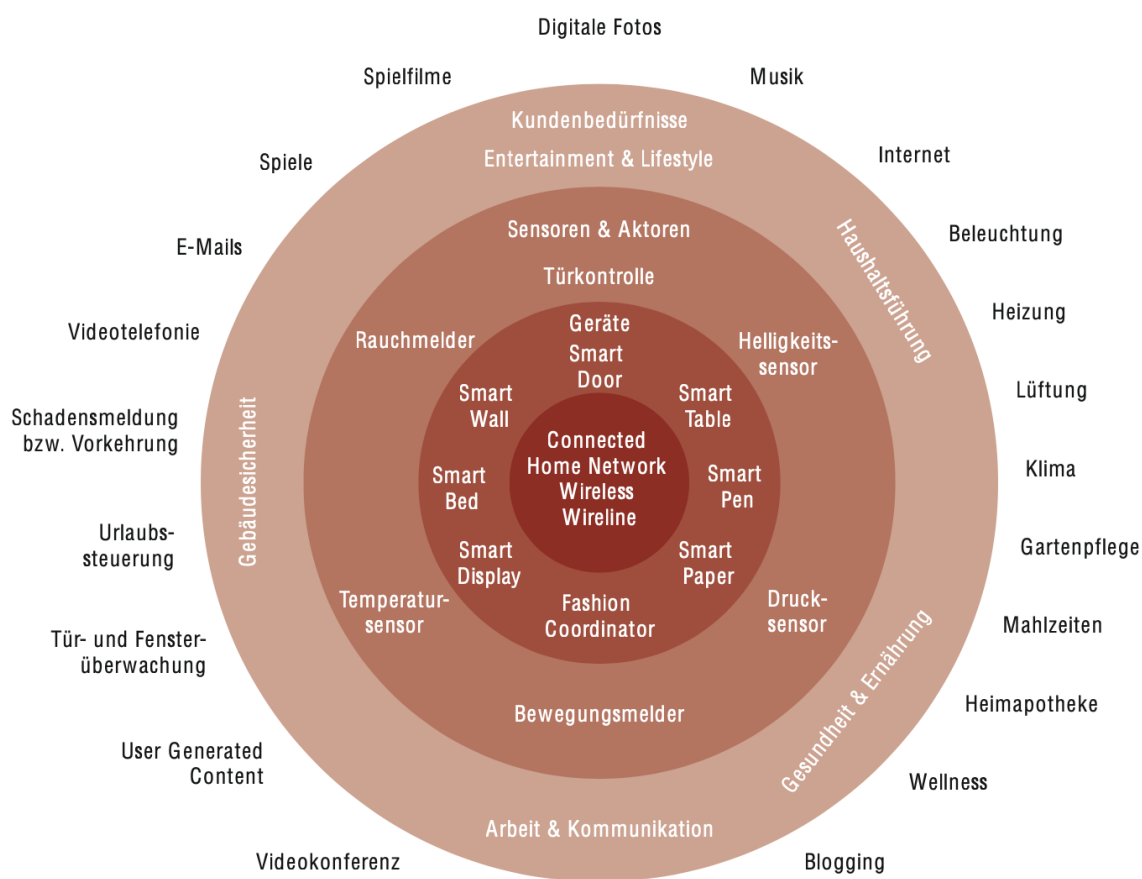 Digitale Fotos
Spielfilme
Musik
Kundenbedürfnisse
Spiele
Entertainment & Lifestyle
Internet
E-Mails
Sensoren & Aktoren
Haushaltsführung
Beleuchtung
Türkontrolle
Videotelefonie
Rauchmelder
Geräte
Helligkeits-
sensor
Heizung
Smart
Door
Smart
Wall
Smart
Table
Lüftung
Schadensmeldung
bzw. Vorkehrung
Gebäudesicherheit
Connected
Home Network
Wireless
Wireline
Smart
Bed
Smart
Pen
Klima
Urlaubs-
steuerung
Smart
Display
Smart
Paper
Gartenpflege
Temperatur-
sensor
Fashion
Coordinator
Druck-
sensor
Mahlzeiten
Tür- und Fenster-
überwachung
Gesundheit & Ernährung
Heimapotheke
Bewegungsmelder
User Generated
Content
Wellness
Arbeit & Kommunikation
Videokonferenz
Blogging